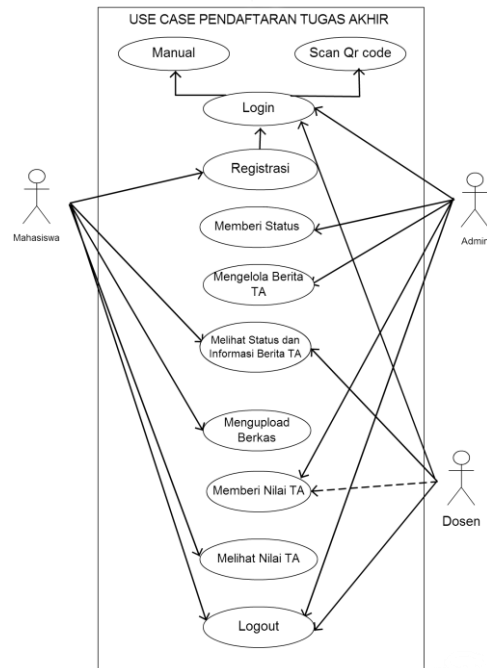 USE CASE PENDAFTARAN TUGAS AKHIR
Manual
Scan Qr code
Login
Registrasi
Mahasiswa
Memberi Status
Admin
Mengelola Berita
TA
Melihat Status dan
Informasi Berita TA
Mengupload
Berkas
Memberi Nilai TA
Dosen
Melihat Nilai TA
Logout